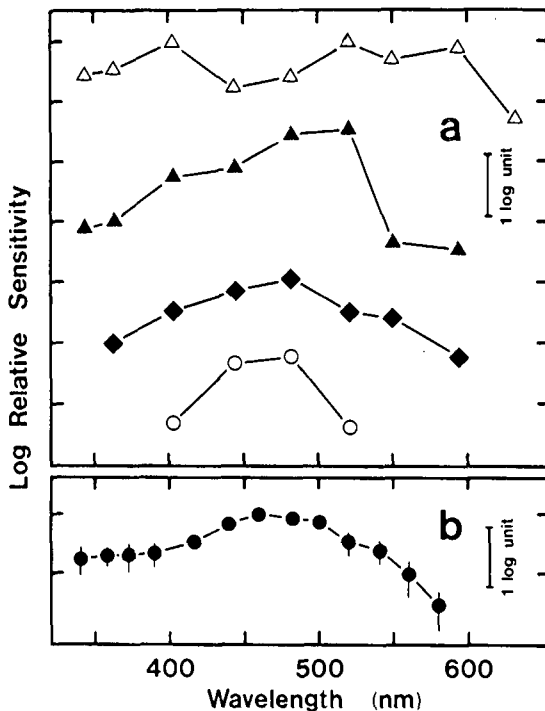 a
1 log unit
Log Relative Sensitivity
b
1 log unit
400
500
600
Wavelength (nm)